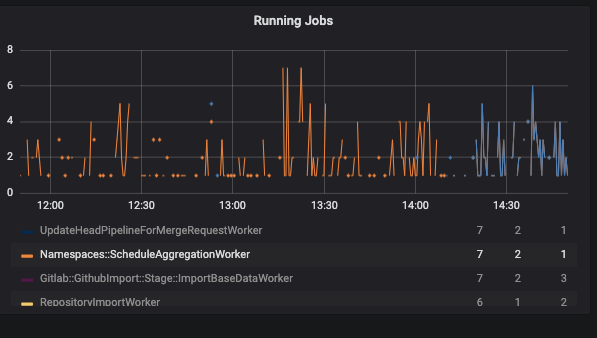 Running Jobs
8
6
4
2
0
12:00 12:30 13:00 13:30 14:00 14:30
UpdateHeadPipelineForMergeRequestWorker 7 2 1
Namespaces::ScheduleAggregationWorker 7 2 1
Gitlab::GithubImport::Stage::ImportBaseDataWorker 7 2 3
RepositoryImportWorker 6 1 2